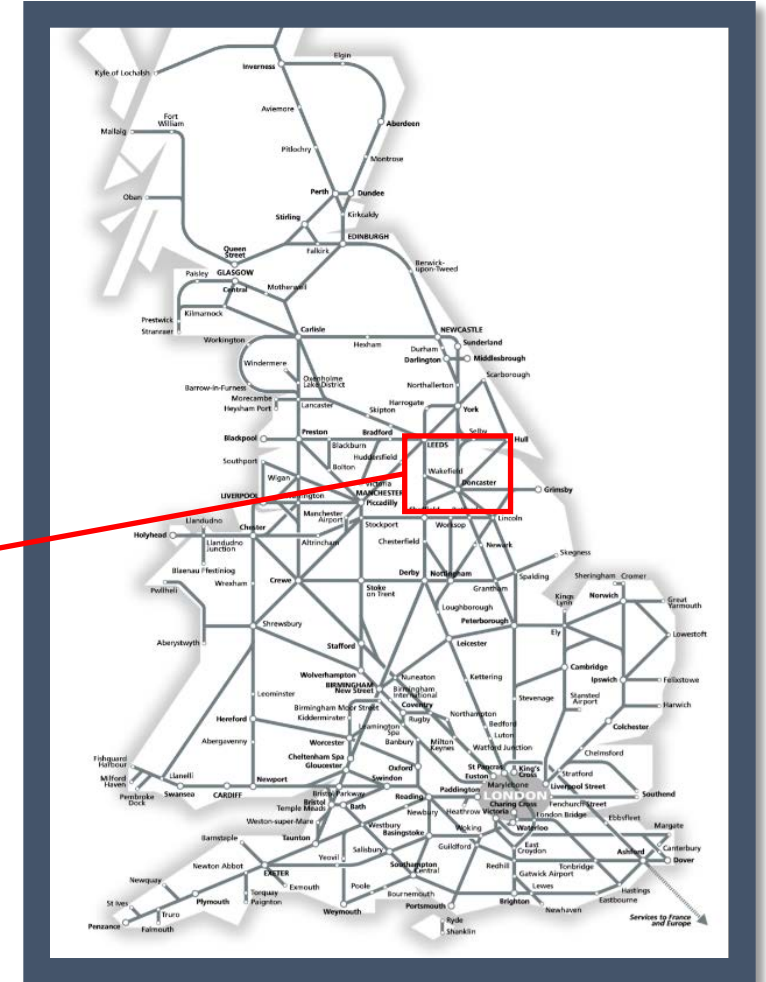 Elgin
Inverness
Kyle of Lochalsh
Aviemore
Fort
William
Mallaig
Aberdeen
Pitlochry
Montrose
Perth
Dundee
Oban
Kirkcaldy
Stirling
EDINBURGH
Queen
Street
Falkirk
Berwick-
upon-Tweed
Paisley
GLASGOW
Central
Motherwell
Kilmarnock
Prestwick
Stranraer
Carlisle
NEWCASTLE
Workington
Hexham
Sunderland
Durham
Darlington
Middlesbrough
Windermere
Scarborough
Oxenholme
Lake District
Barrow-in-Furness
Northallerton
Morecambe
Heysham Port
Lancaster
Harrogate
York
Skipton
Selby
Blackpool
Preston
Bradford
LEEDS
Hull
Blackburn
Huddersfield
Southport
Bolton
Wakefield
Wigan
Victoria
Doncaster
LIVERPOOL
MANCHESTER
Piccadilly
Grimsby
Manchester
Airport
Lincoln
Llandudno
Stockport
Worksop
Holyhead
Chester
Llandudno
Junction
Altrincham
Chesterfield
Newark
Skegness
Blaenau Ffestiniog
Wrexham
Crewe
Derby
Nottingham
Spalding
Sheringham
Cromer
Pwllheli
Stoke
on Trent
Grantham
Kings
Lynn
Norwich
Great
Yarmouth
Loughborough
Peterborough
Shrewsbury
Ely
Lowestoft
Aberystwyth
Stafford
Leicester
Wolverhampton
Nuneaton
Kettering
Cambridge
BIRMINGHAM
New Street
Birmingham
International
Ipswich
Felixstowe
Leominster
Coventry
Stevenage
Stansted
Airport
Harwich
Birmingham Moor Street
Kidderminster
Rugby
Northampton
Hereford
Leamington
Spa
Bedford
Colchester
Abergavenny
Worcester
Banbury
Milton
Keynes
Luton
Watford Junction
Chelmsford
Fishguard
Harbour
Cheltenham Spa
Gloucester
Oxford
St Pancras
Euston
King's
Cross
Stratford
Milford
Haven
Llanelli
Newport
Swindon
Marylebone
Liverpool Street
Pembroke
Dock
Swansea
CARDIFF
Bristol Parkway
Reading
Paddington
LONDON
Southend
Bristol
Temple Meads
Bath
Newbury
Heathrow
Victoria
Charing Cross
Fenchurch Street
London Bridge
Ebbsfleet
Weston-super-Mare
Westbury
Woking
Waterloo
Margate
Barnstaple
Taunton
Basingstoke
East
Croydon
Canterbury
Salisbury
Guildford
Ashford
Dover
Newton Abbot
Yeovil
Southampton
Central
Redhill
Tonbridge
Gatwick Airport
Newquay
EXETER
Exmouth
Poole
Bournemouth
Lewes
Hastings
Eastbourne
St Ives
Plymouth
Torquay
Paignton
Weymouth
Portsmouth
Brighton
Newhaven
Truro
Penzance
Falmouth
Ryde
Shanklin
Services to France
and Europe